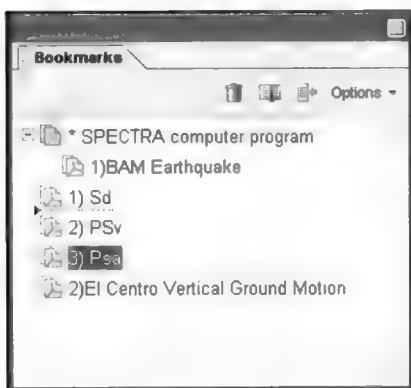 Bookmarks
Options
* SPECTRA computer program
1)BAM Earthquake
1) Sd
2) PSv
3) Psa
2)El Centro Vertical Ground Motion